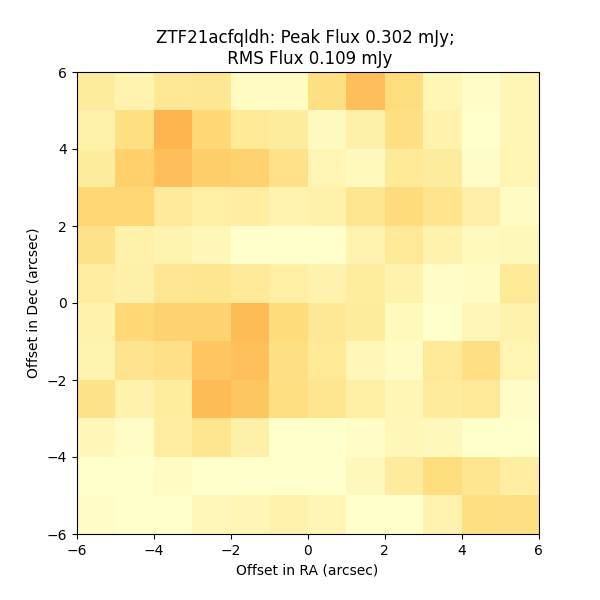 ZTF21acfqldh: Peak Flux 0.302 mJy;
RMS Flux 0.109 mJy
6
4
2
0
−2
−4
−6
Offset in Dec (arcsec)
−6 −4 −2 0 2 4 6
Offset in RA (arcsec)